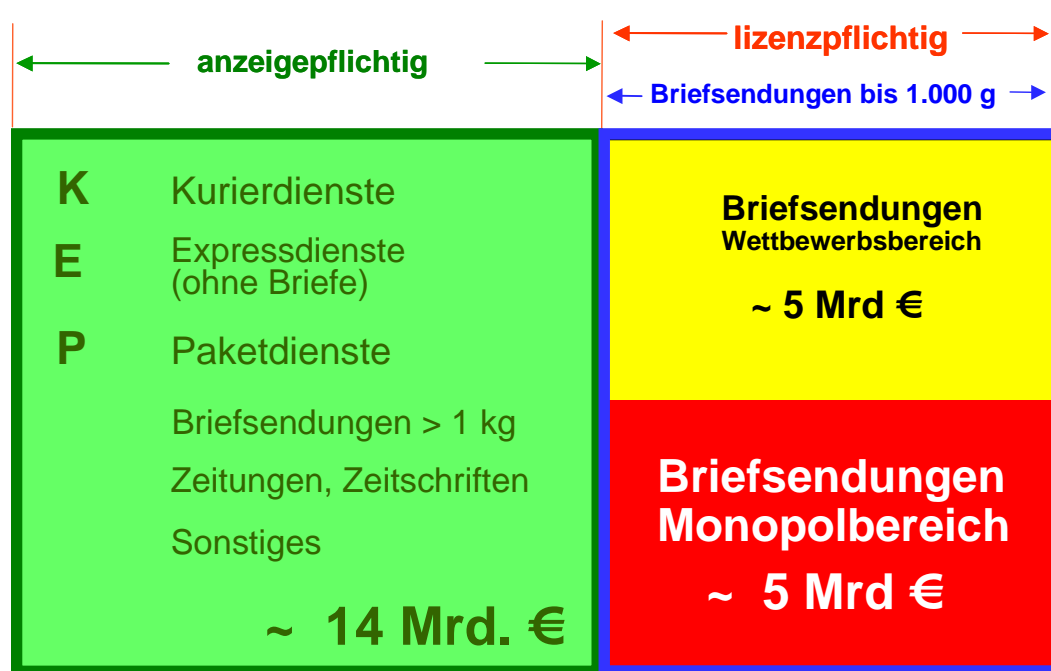 anzeigepflichtig
lizenzpflichtig
Briefsendungen bis 1.000 g
K Kurierdienste
E Expressdienste
(ohne Briefe)
P Paketdienste
Briefsendungen > 1 kg
Zeitungen, Zeitschriften
Sonstiges
~ 14 Mrd. €
Briefsendungen
Wettbewerbsbereich
~ 5 Mrd €
Briefsendungen
Monopolbereich
~ 5 Mrd €